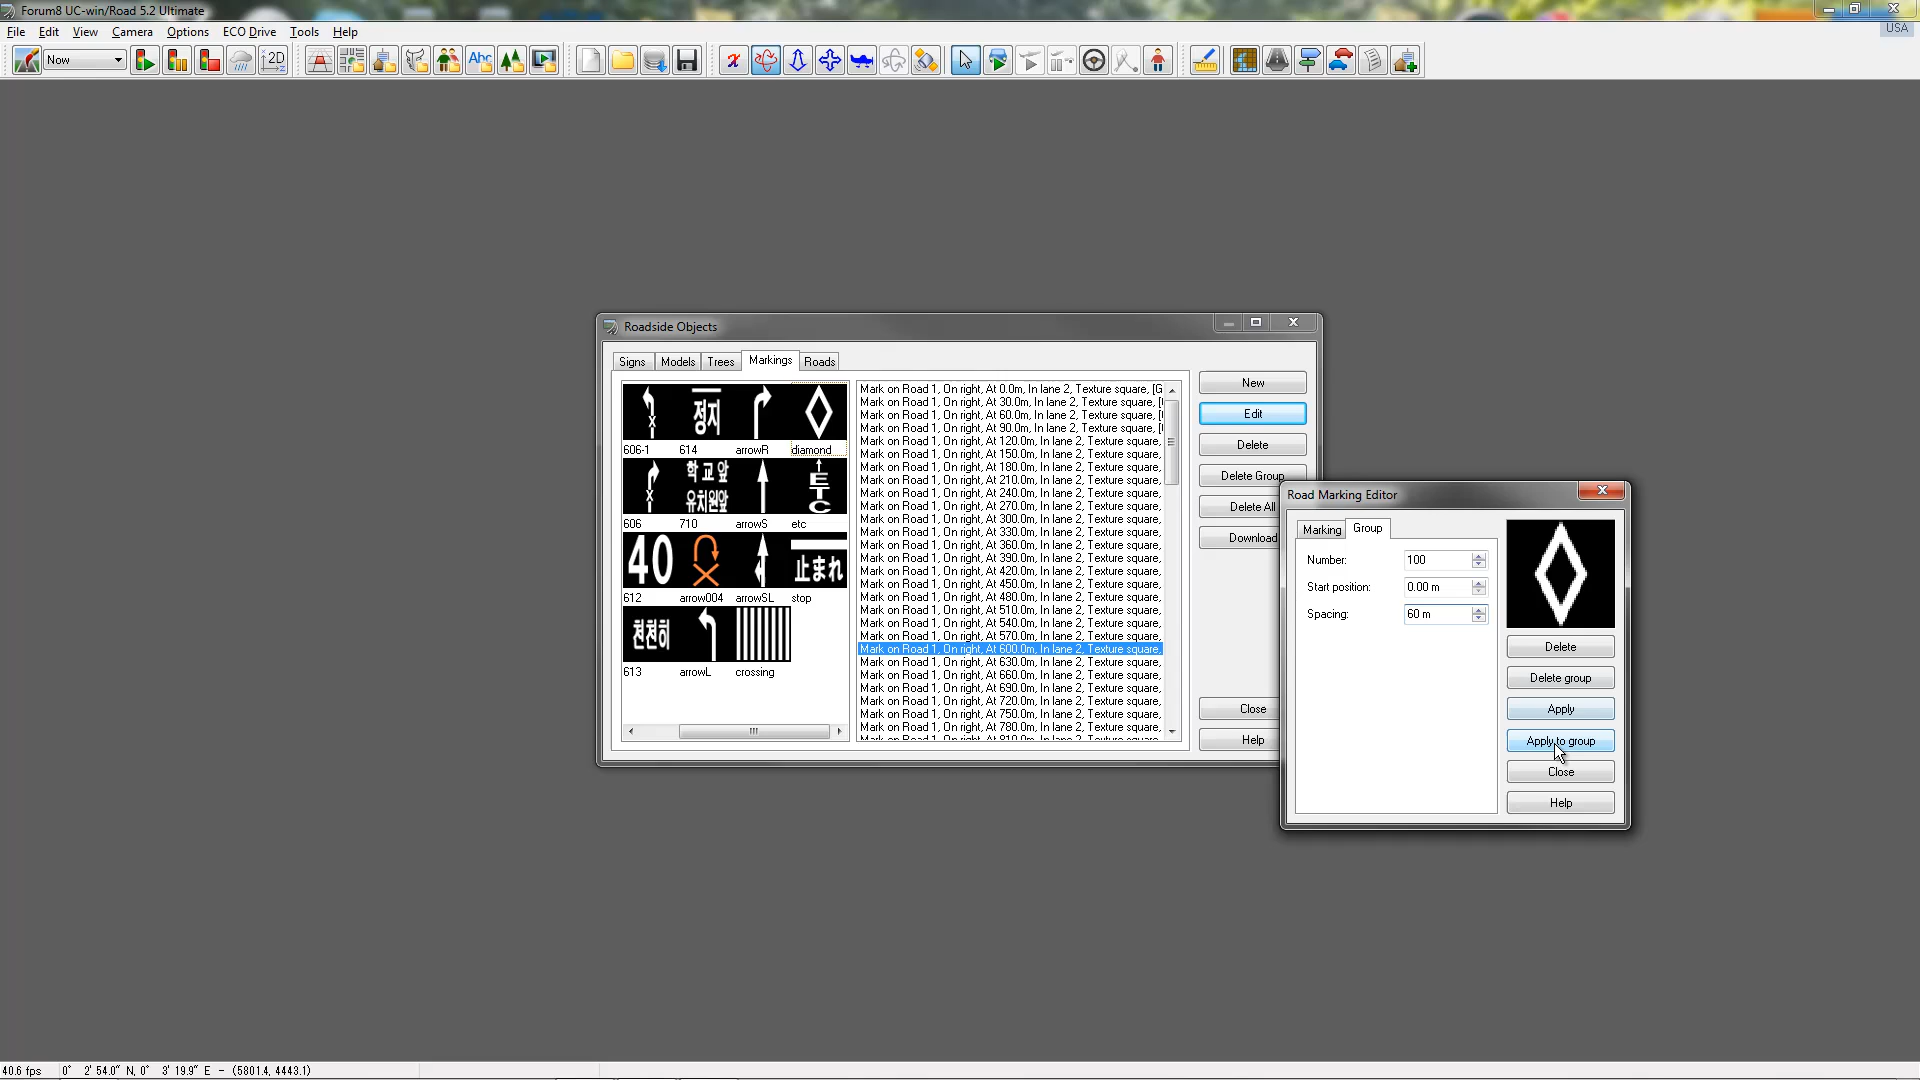 Forum8 UC-win/Road 5.2 Ultimate
File Edit View Camera Options ECO Drive Tools Help
USA
Now
2D
Abc
Roadside Objects
Signs Models Trees Markings Roads
정지
606-1 614 arrowR diamond
학교앞
유치원앞
ETC
606 710 arrowS etc
40
止まれ
612 arrow004 arrowSL stop
천천히
613 arrowL crossing
Mark on Road 1, On right, At 0.0m, In lane 2, Texture square, [G
Mark on Road 1, On right, At 30.0m, In lane 2, Texture square, [
Mark on Road 1, On right, At 60.0m, In lane 2, Texture square, [
Mark on Road 1, On right, At 90.0m, In lane 2, Texture square, [
Mark on Road 1, On right, At 120.0m, In lane 2, Texture square,
Mark on Road 1, On right, At 150.0m, In lane 2, Texture square,
Mark on Road 1, On right, At 180.0m, In lane 2, Texture square,
Mark on Road 1, On right, At 210.0m, In lane 2, Texture square,
Mark on Road 1, On right, At 240.0m, In lane 2, Texture square,
Mark on Road 1, On right, At 270.0m, In lane 2, Texture square,
Mark on Road 1, On right, At 300.0m, In lane 2, Texture square,
Mark on Road 1, On right, At 330.0m, In lane 2, Texture square,
Mark on Road 1, On right, At 360.0m, In lane 2, Texture square,
Mark on Road 1, On right, At 390.0m, In lane 2, Texture square,
Mark on Road 1, On right, At 420.0m, In lane 2, Texture square,
Mark on Road 1, On right, At 450.0m, In lane 2, Texture square,
Mark on Road 1, On right, At 480.0m, In lane 2, Texture square,
Mark on Road 1, On right, At 510.0m, In lane 2, Texture square,
Mark on Road 1, On right, At 540.0m, In lane 2, Texture square,
Mark on Road 1, On right, At 570.0m, In lane 2, Texture square,
Mark on Road 1, On right, At 600.0m, In lane 2, Texture square,
Mark on Road 1, On right, At 630.0m, In lane 2, Texture square,
Mark on Road 1, On right, At 660.0m, In lane 2, Texture square,
Mark on Road 1, On right, At 690.0m, In lane 2, Texture square,
Mark on Road 1, On right, At 720.0m, In lane 2, Texture square,
Mark on Road 1, On right, At 750.0m, In lane 2, Texture square,
Mark on Road 1, On right, At 780.0m, In lane 2, Texture square,
Mark on Road 1, On right, At 810.0m, In lane 2, Texture square,
New
Edit
Delete
Delete Group
Delete All
Download
Close
Help
Road Marking Editor
Marking Group
Number: 100
Start position: 0.00 m
Spacing: 60 m
Delete
Delete group
Apply
Apply to group
Close
Help
40.6 fps 0° 2' 54.0" N, 0° 3' 19.9" E - (5801.4, 4443.1)